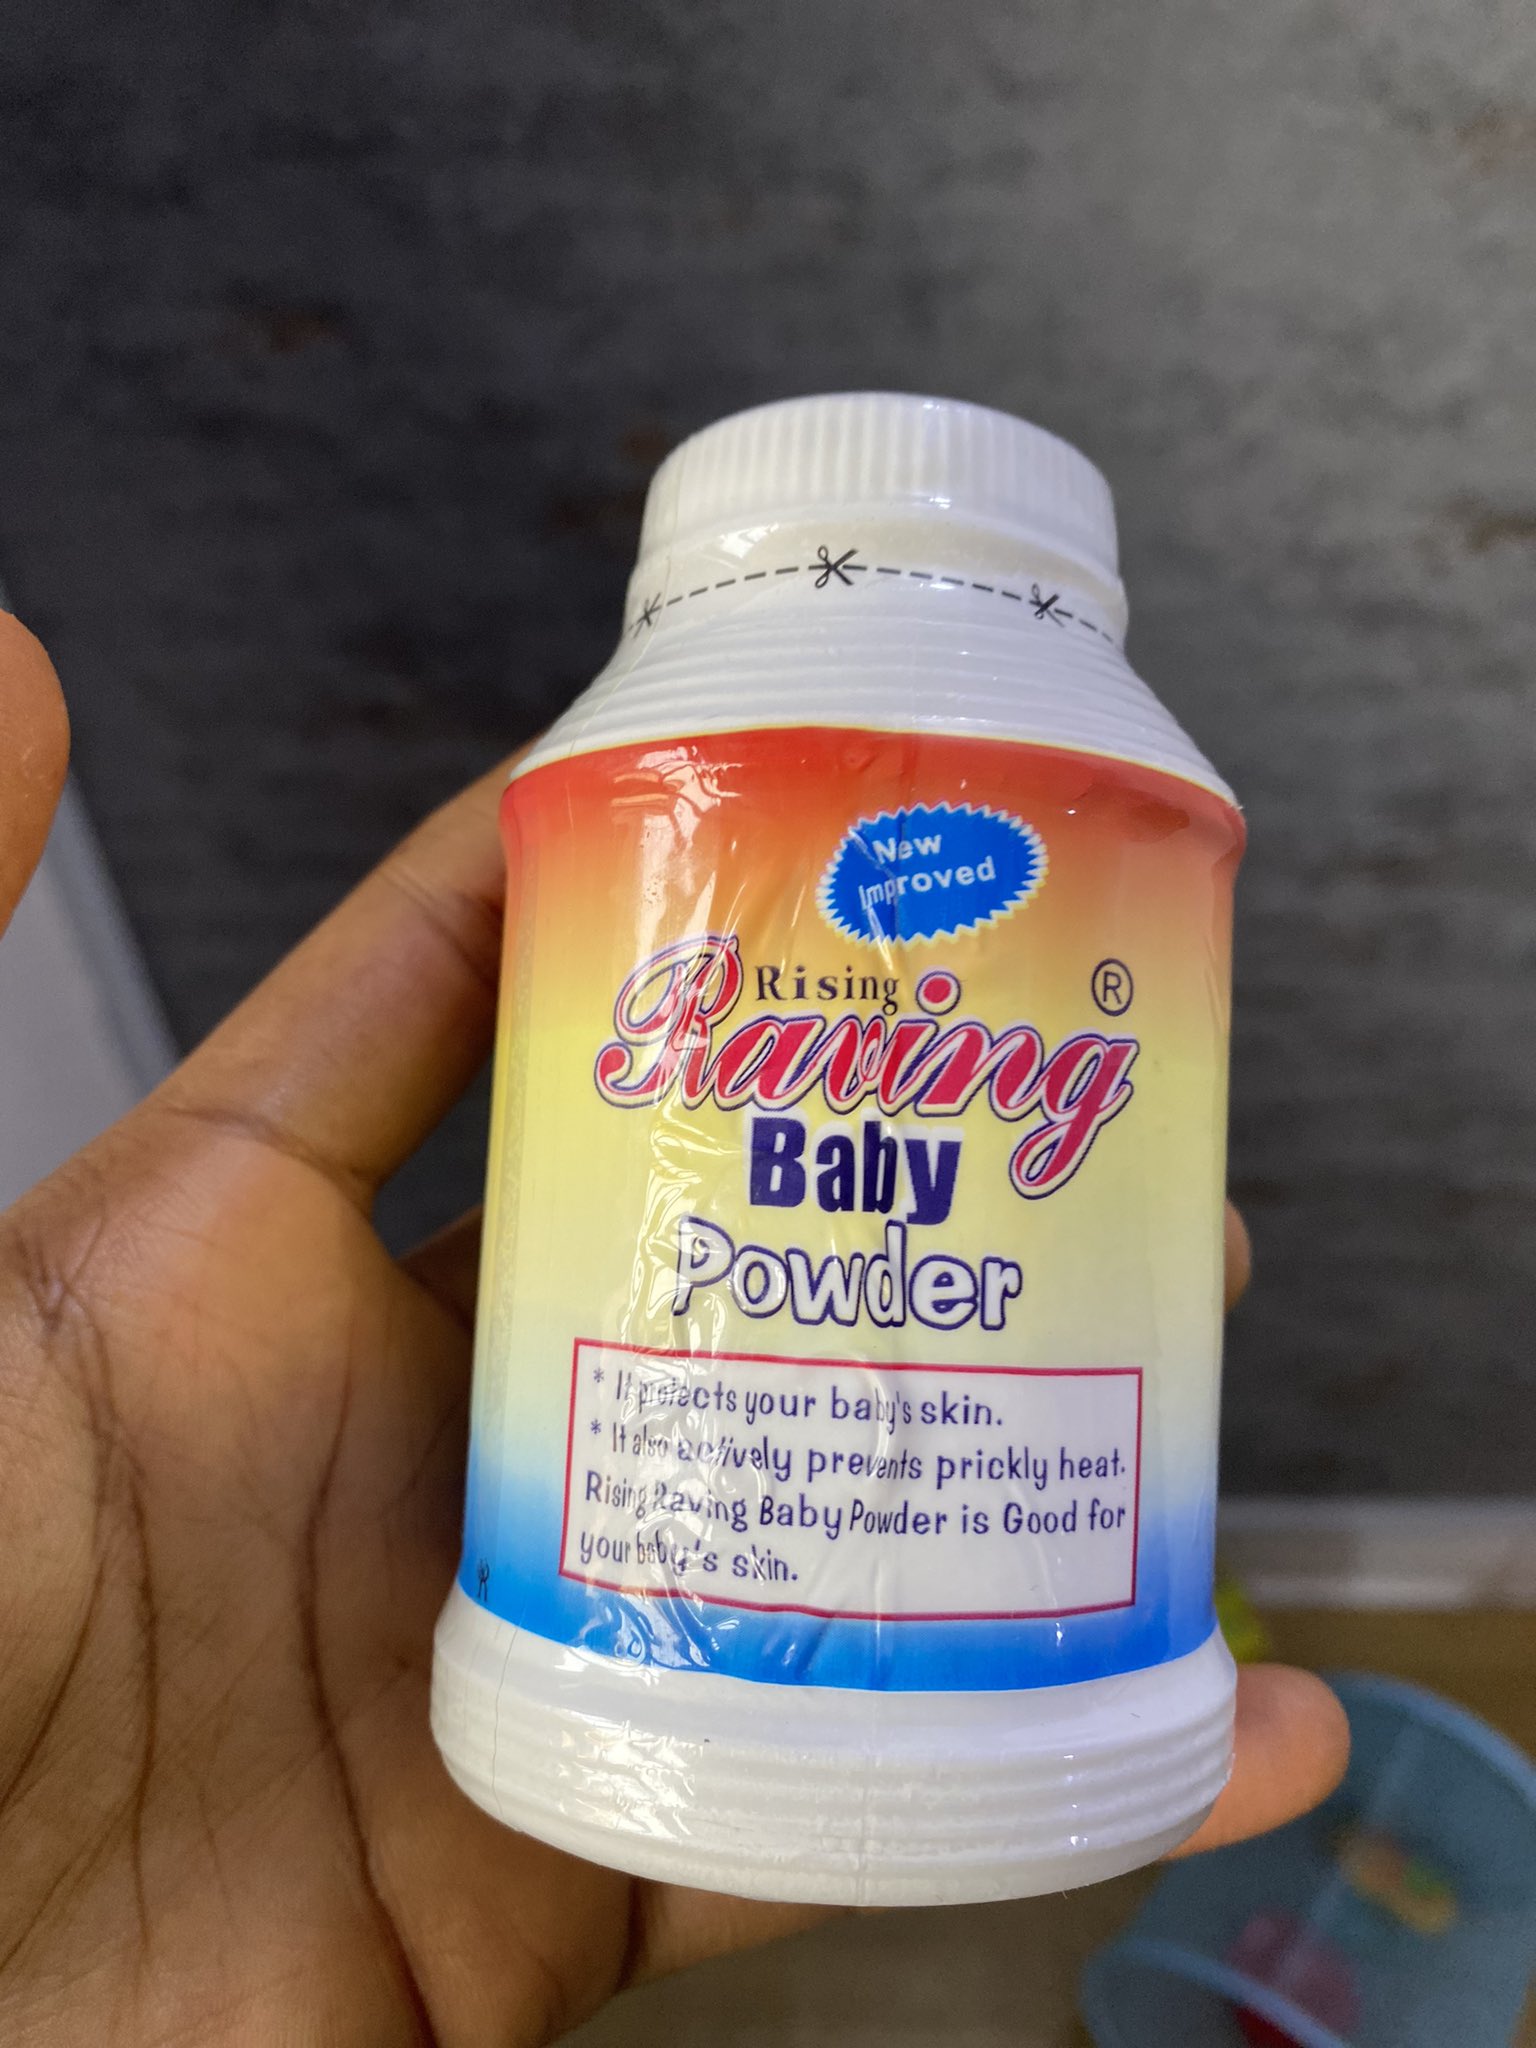 New
Improved
Rising
Raving ®
Baby
Powder
* It protects your baby's skin.
* It also actively prevents prickly heat.
Rising Raving Baby Powder is Good for
your baby's skin.